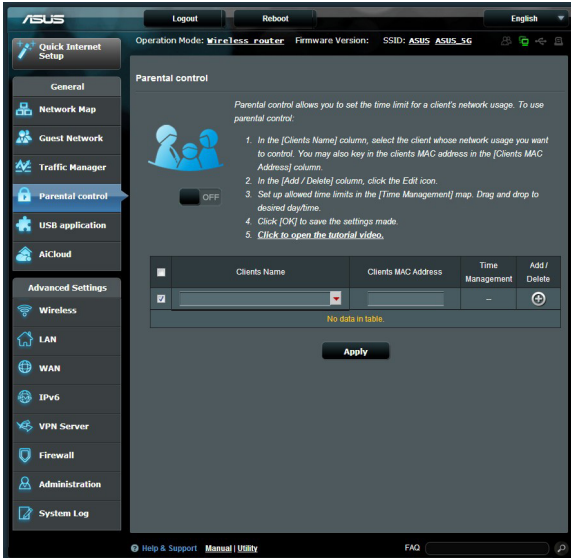 ASUS
Logout
Reboot
English
Quick Internet
Setup
Operation Mode: Wireless router Firmware Version: SSID: ASUS ASUS_5G
General
Network Map
Guest Network
Traffic Manager
Parental control
USB application
AiCloud
Advanced Settings
Wireless
LAN
WAN
IPv6
VPN Server
Firewall
Administration
System Log
Parental control
Parental control allows you to set the time limit for a client's network usage. To use
parental control:
1. In the [Clients Name] column, select the client whose network usage you want
to control. You may also key in the clients MAC address in the [Clients MAC
Address] column.
2. In the [Add / Delete] column, click the Edit icon.
3. Set up allowed time limits in the [Time Management] map. Drag and drop to
desired day/time.
4. Click [OK] to save the settings made.
5. Click to open the tutorial video.
OFF
Clients Name
Clients MAC Address
Time
Management
Add /
Delete
--
No data in table.
Apply
Help & Support Manual | Utility
FAQ